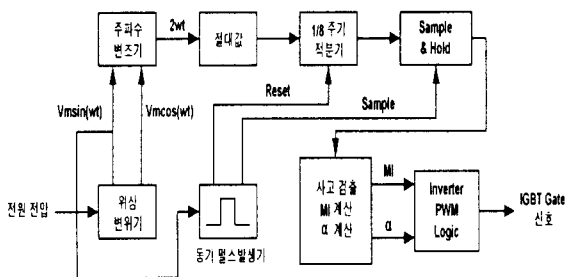 주파수
변조기
2wt
절대값
1/8 주기
적분기
Sample
& Hold
Reset
Sample
Vmsin(wt)
Vmcos(wt)
전원 전압
위상
변위기
동기 펄스발생기
사고 검출
MI 계산
α 계산
MI
α
Inverter
PWM
Logic
IGBT Gate
신호